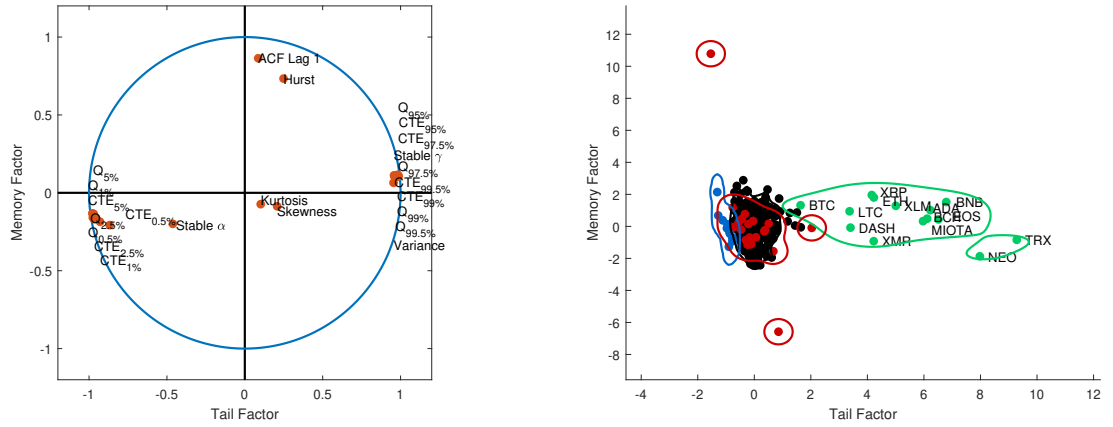 1
0.5
0
-0.5
-1
Memory Factor
-1
-0.5
0
0.5
1
Tail Factor
ACF Lag 1
Hurst
Q95%
CTE95%
CTE97.5%
Stable γ
Q97.5%
CTE99.5%
CTE99%
Q99%
Q99.5%
Variance
Kurtosis
Skewness
Stable α
Q5%
Q1%
CTE5%
CTE0.5%
Q2.5%
Q0.5%
CTE2.5%
CTE1%
12
10
8
6
4
2
0
-2
-4
-6
-8
Memory Factor
-4
-2
0
2
4
6
8
10
12
Tail Factor
BTC
XRP
ETH
LTC
XLM
ADA
BNB
BCH
EOS
DASH
MIOTA
XMR
TRX
NEO